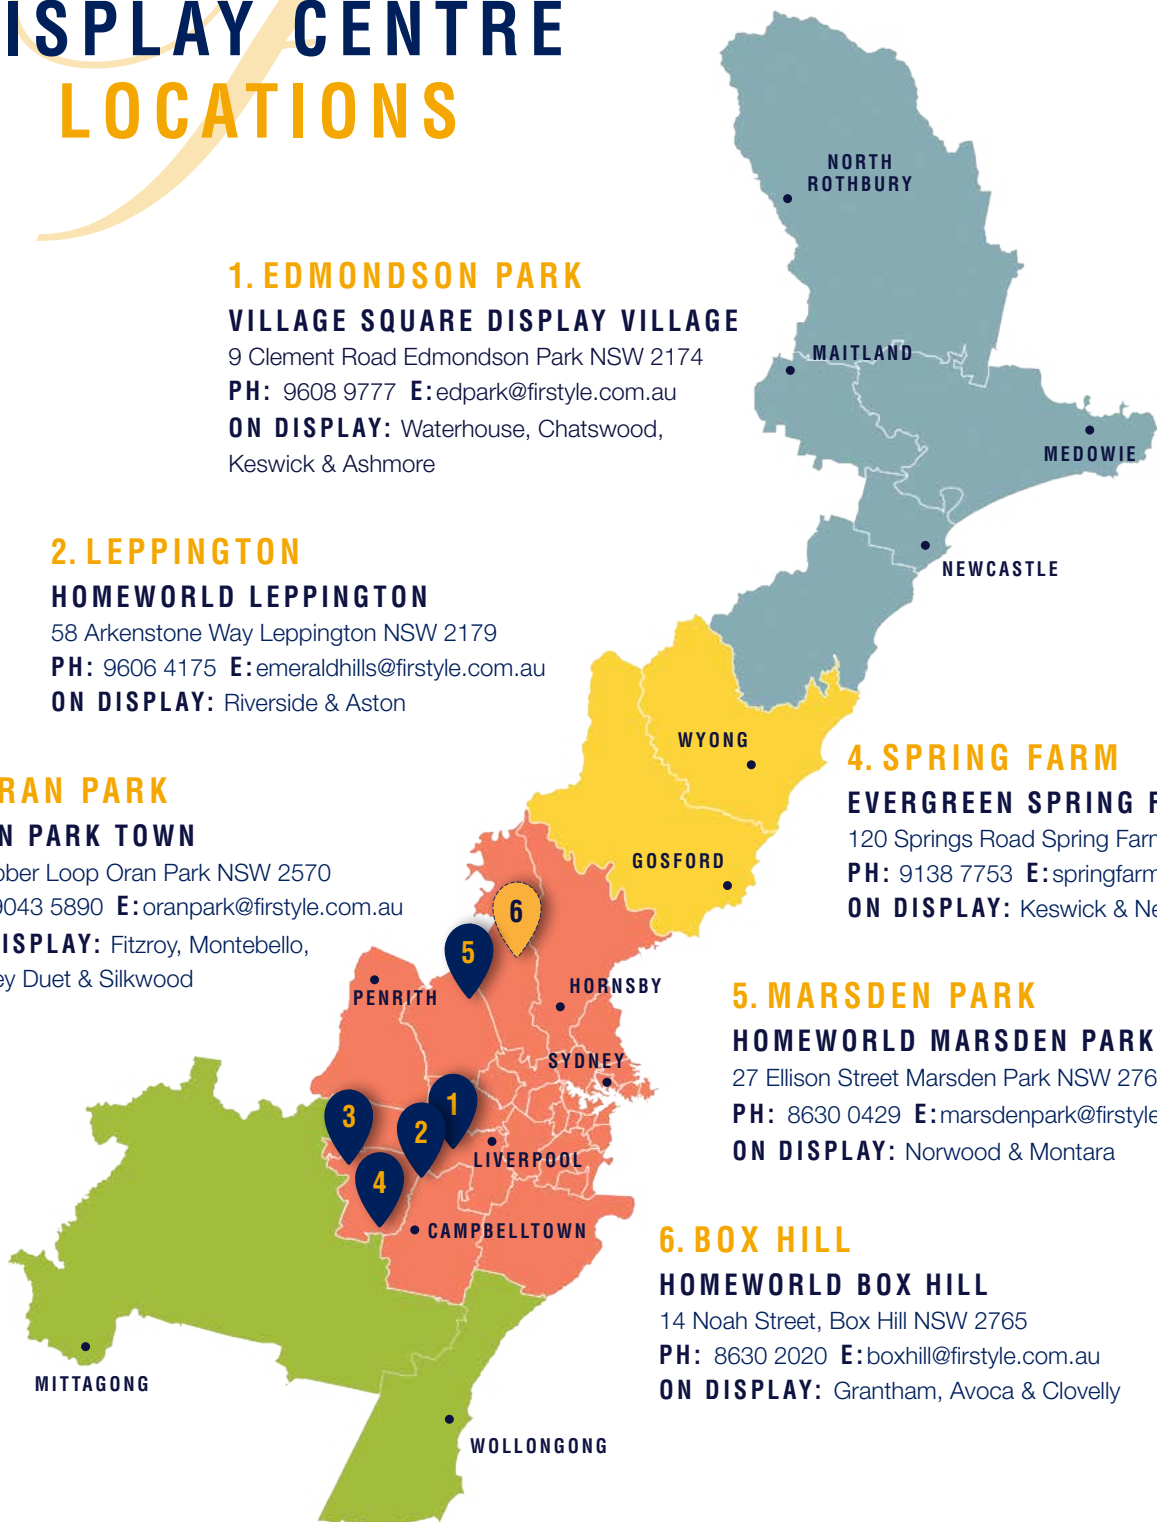 ISPLAY CENTRE
LOCATIONS
NORTH
ROTHBURY
1. EDMONDSON PARK
VILLAGE SQUARE DISPLAY VILLAGE
9 Clement Road Edmondson Park NSW 2174
PH: 9608 9777 E: edpark@firstyle.com.au
ON DISPLAY: Waterhouse, Chatswood,
Keswick & Ashmore
MAITLAND
MEDOWIE
NEWCASTLE
2. LEPPINGTON
HOMEWORLD LEPPINGTON
58 Arkenstone Way Leppington NSW 2179
PH: 9606 4175 E: emeraldhills@firstyle.com.au
ON DISPLAY: Riverside & Aston
WYONG
GOSFORD
RAN PARK
N PARK TOWN
ber Loop Oran Park NSW 2570
9043 5890 E: oranpark@firstyle.com.au
ISPLAY: Fitzroy, Montebello,
ey Duet & Silkwood
4. SPRING FARM
EVERGREEN SPRING F
120 Springs Road Spring Farm
PH: 9138 7753 E: springfarm
ON DISPLAY: Keswick & Ne
6
5
PENRITH
HORNSBY
SYDNEY
3
1
2
4
LIVERPOOL
CAMPBELLTOWN
5. MARSDEN PARK
HOMEWORLD MARSDEN PARK
27 Ellison Street Marsden Park NSW 276
PH: 8630 0429 E: marsdenpark@firstyle
ON DISPLAY: Norwood & Montara
6. BOX HILL
HOMEWORLD BOX HILL
14 Noah Street, Box Hill NSW 2765
PH: 8630 2020 E: boxhill@firstyle.com.au
ON DISPLAY: Grantham, Avoca & Clovelly
MITTAGONG
WOLLONGONG